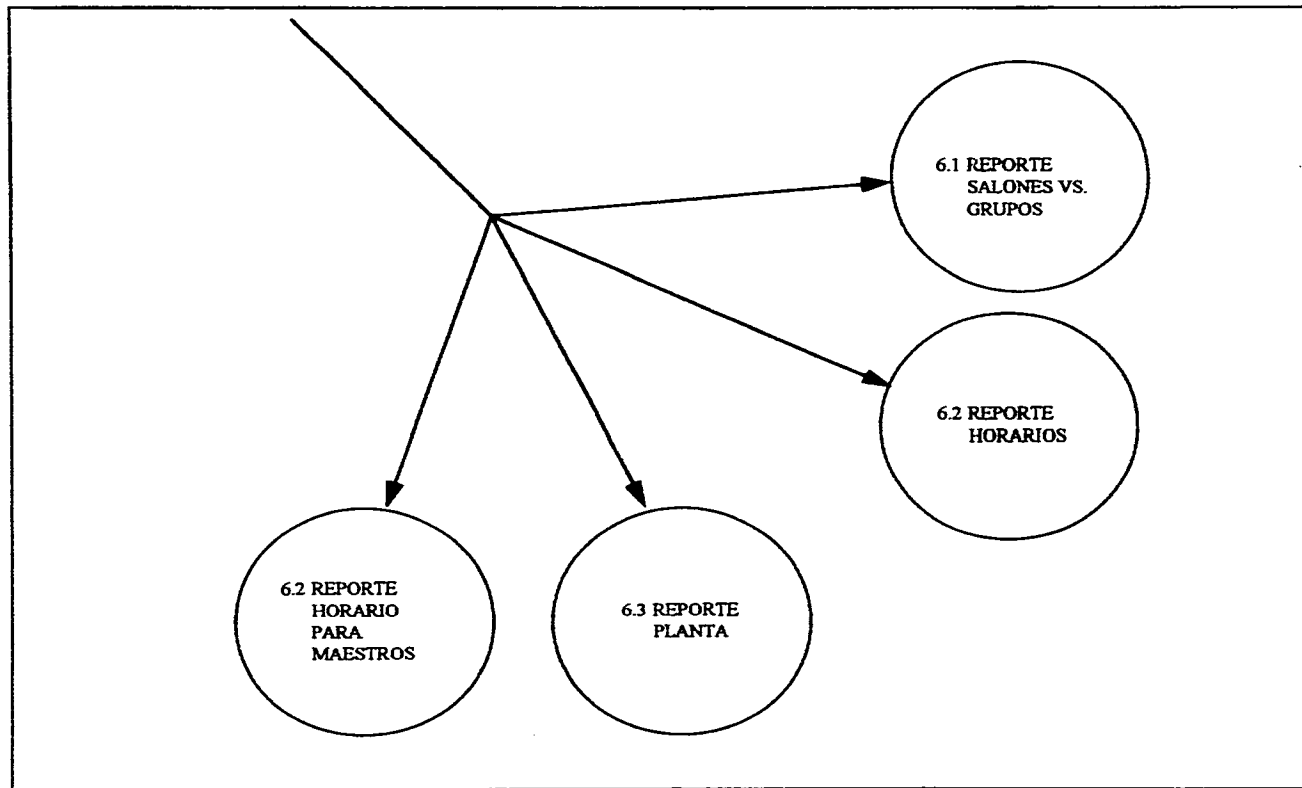 6.1 REPORTE
SALONES VS.
GRUPOS
6.2 REPORTE
HORARIOS
6.2 REPORTE
HORARIO
PARA
MAESTROS
6.3 REPORTE
PLANTA